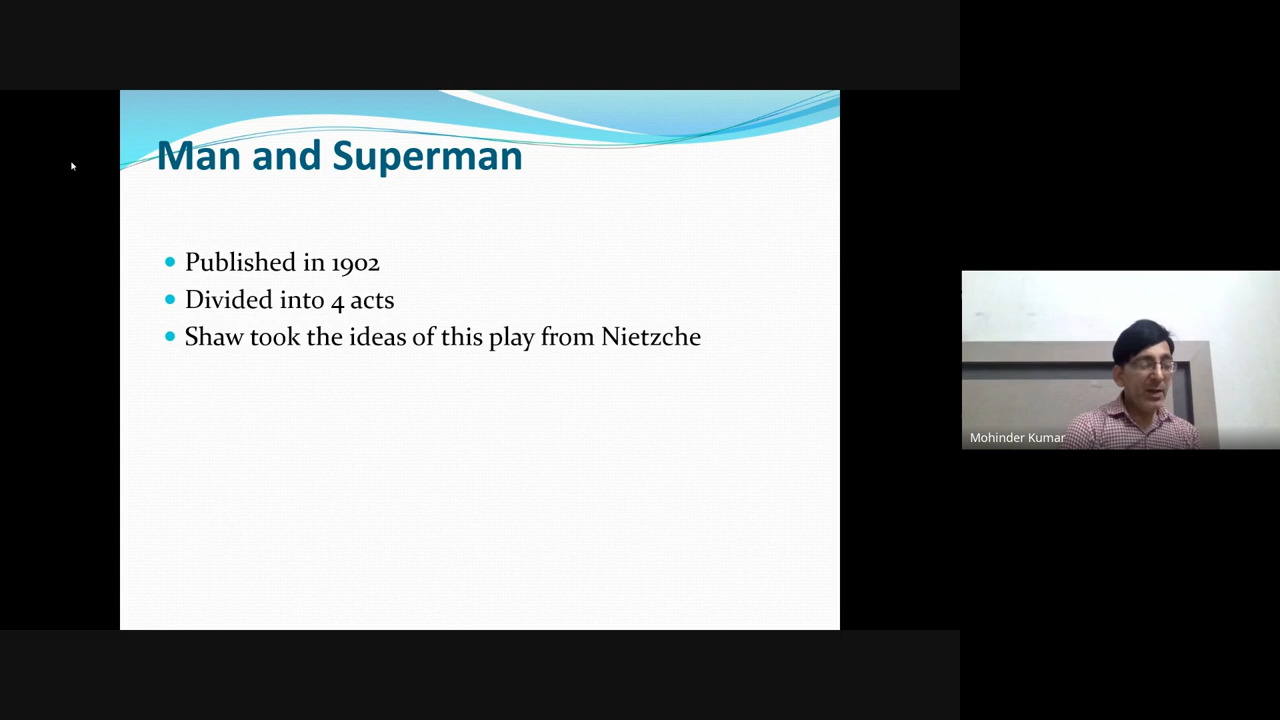 Man and Superman
Published in 1902
Divided into 4 acts
Shaw took the ideas of this play from Nietzche
Mohinder Kumar